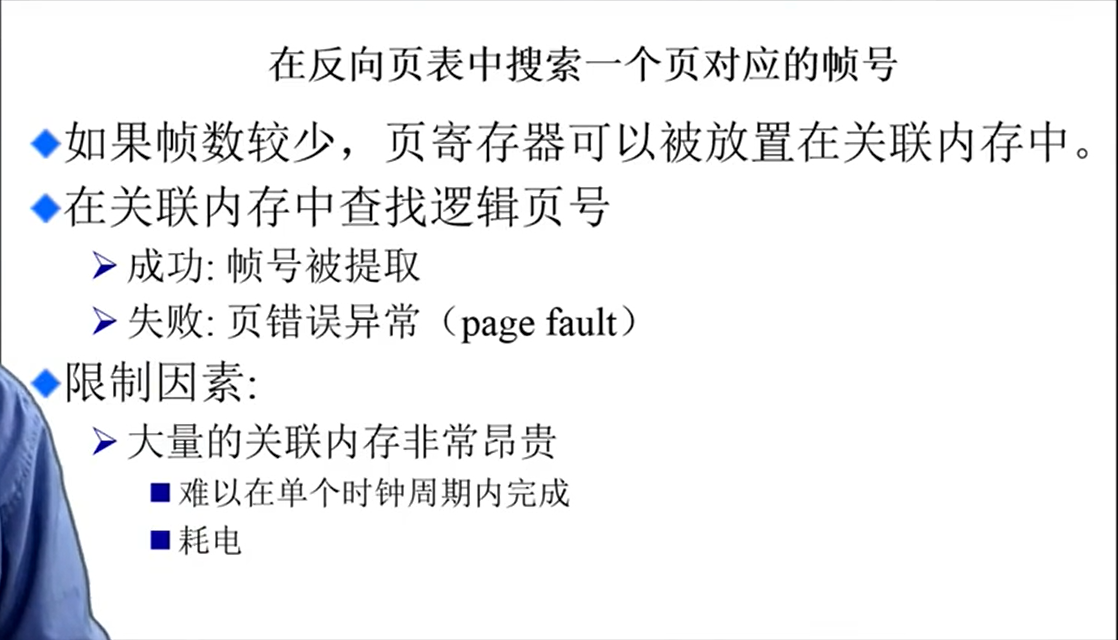 在反向页表中搜索一个页对应的帧号
如果帧数较少，页寄存器可以被放置在关联内存中。
在关联内存中查找逻辑页号
成功: 帧号被提取
失败: 页错误异常（page fault）
限制因素:
大量的关联内存非常昂贵
难以在单个时钟周期内完成
耗电